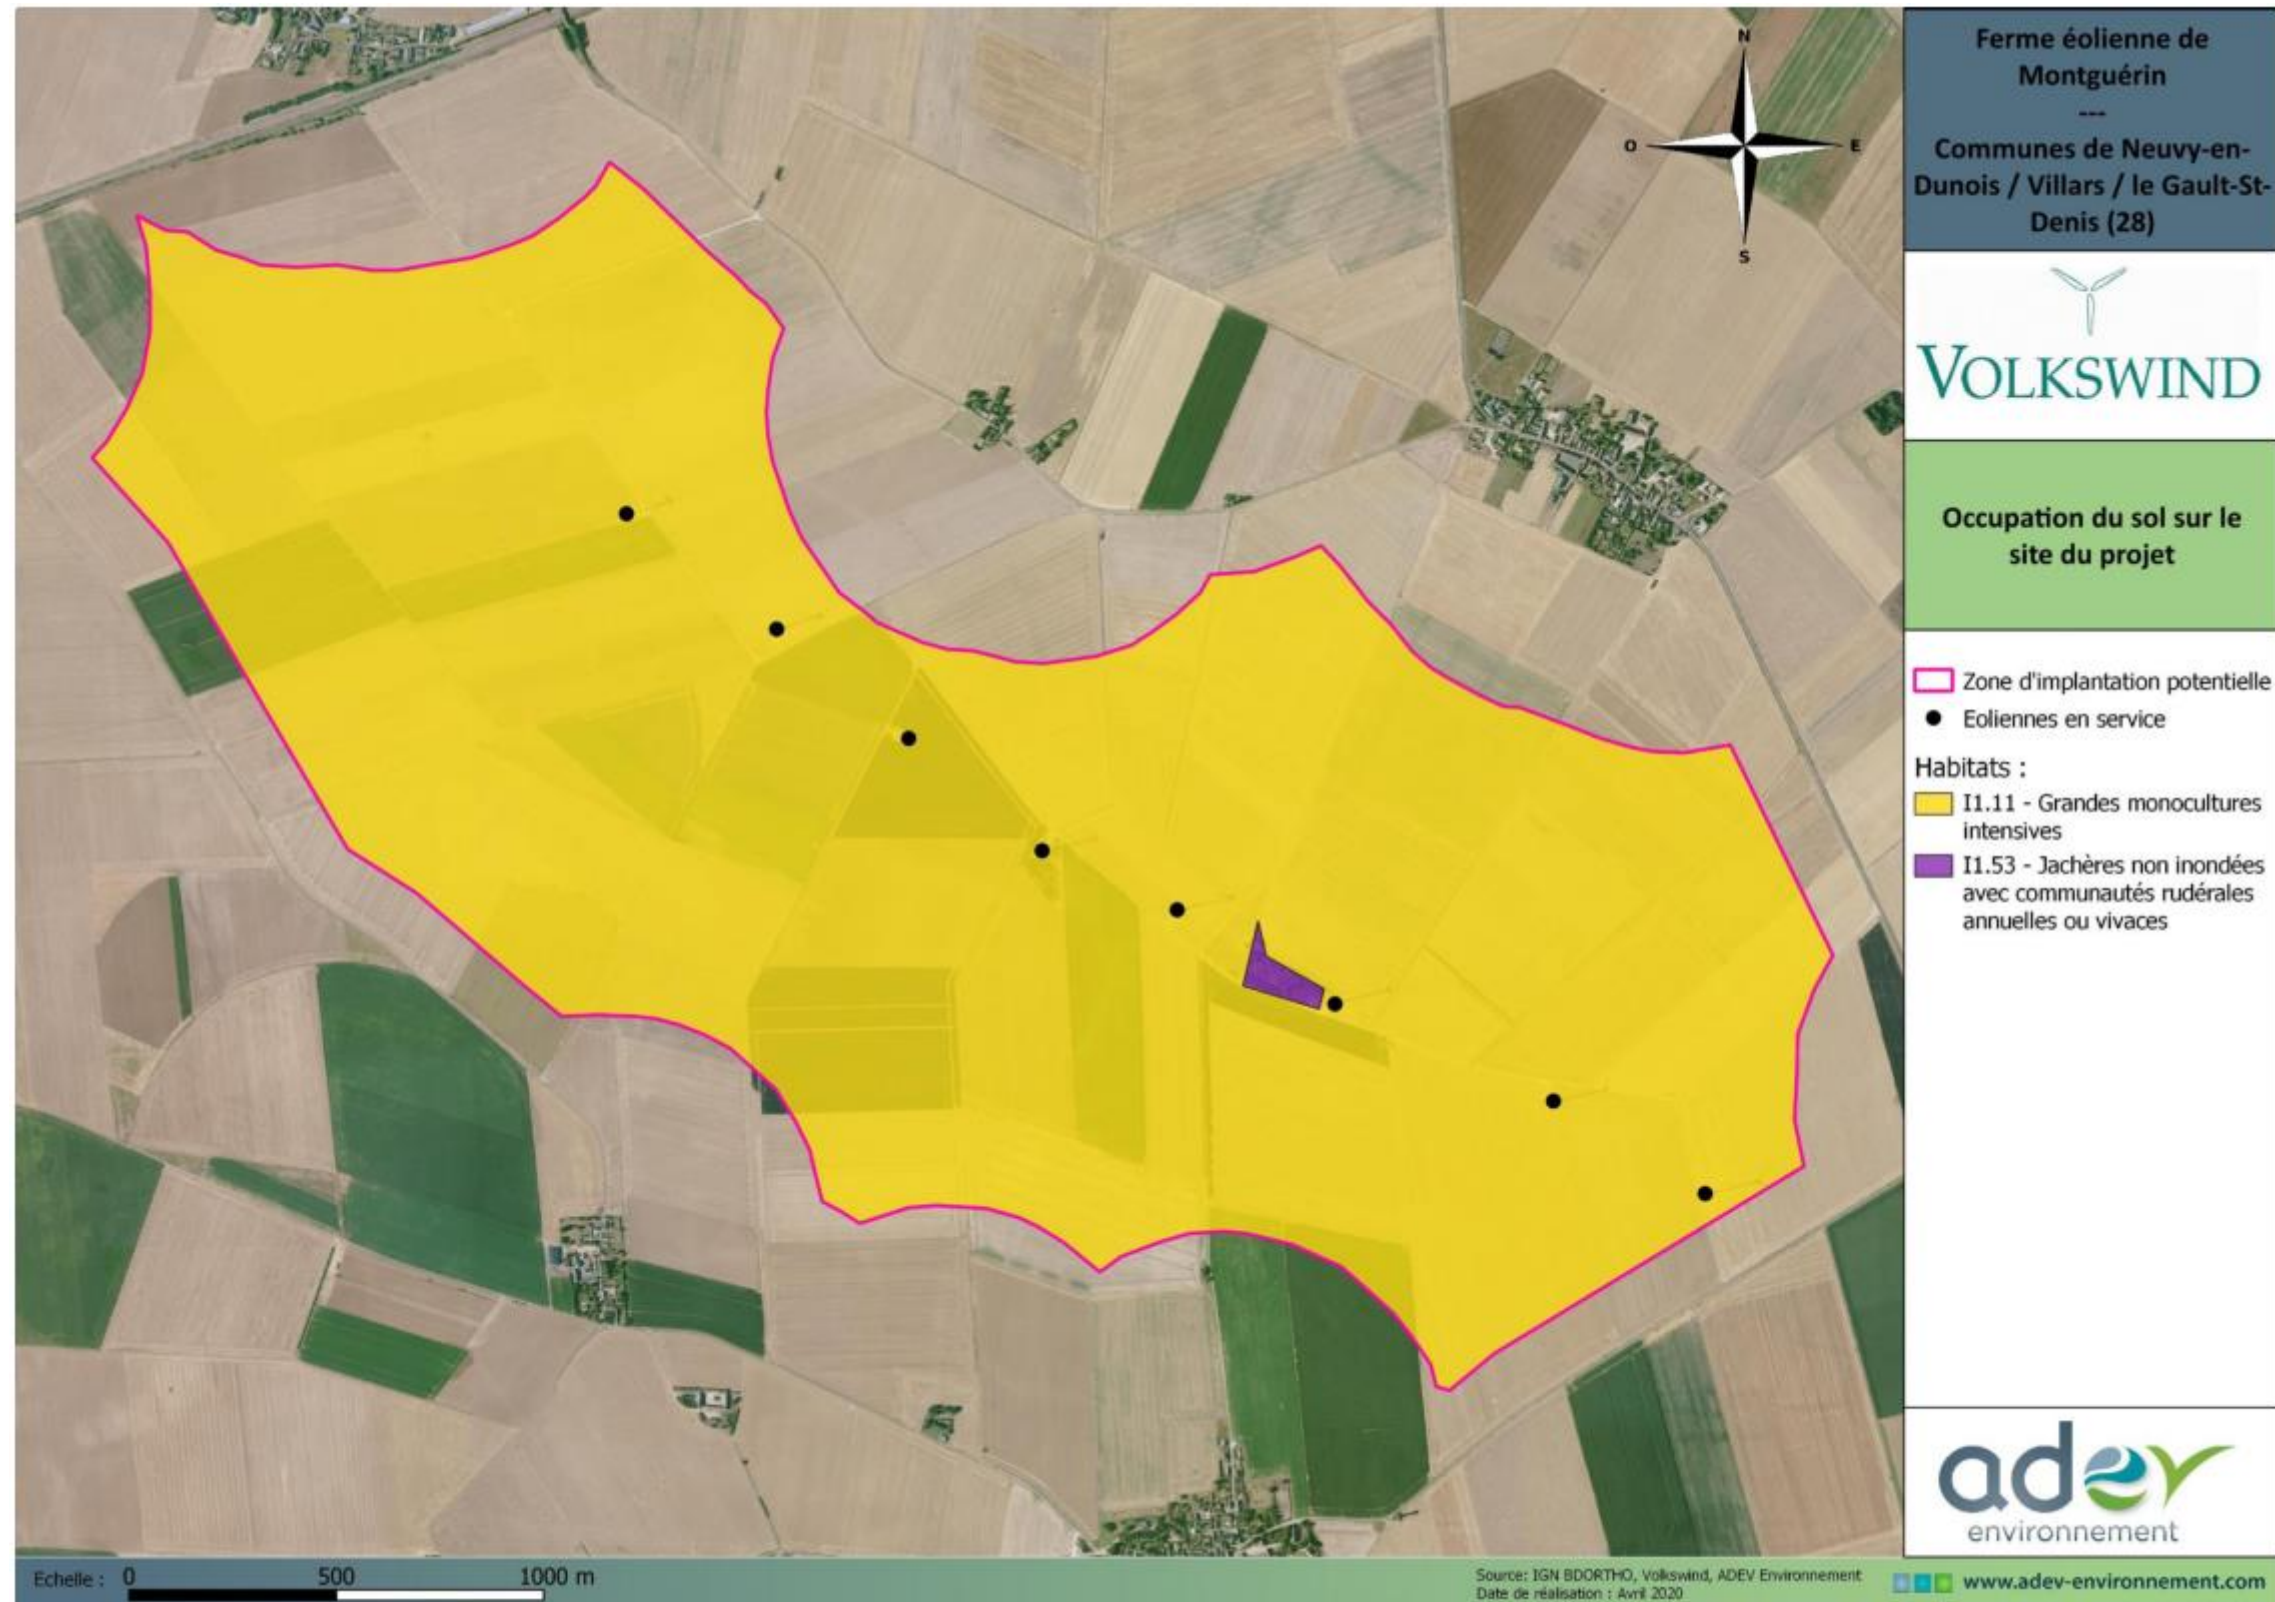 Ferme éolienne de
Montguérin
---
Communes de Neuvy-en-
Dunois / Villars / le Gault-St-
Denis (28)
N
O
E
S
VOLKSWIND
Occupation du sol sur le
site du projet
Zone d'implantation potentielle
Eoliennes en service
Habitats :
I1.11 - Grandes monocultures
intensives
I1.53 - Jachères non inondées
avec communautés rudérales
annuelles ou vivaces
adev
environnement
Echelle : 0 500 1000 m
Source: IGN BDORTHO, Volkswind, ADEV Environnement
Date de réalisation : Avril 2020
www.adev-environnement.com